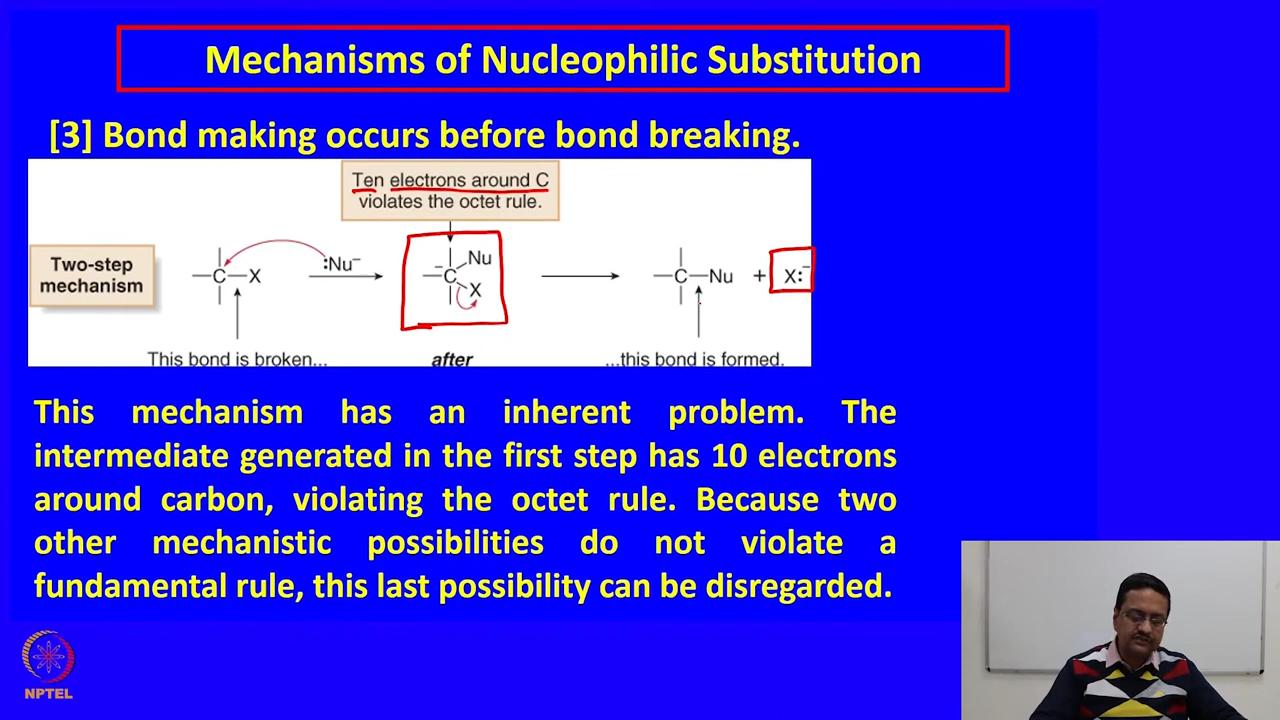 Mechanisms of Nucleophilic Substitution
[3] Bond making occurs before bond breaking.
Ten electrons around C
violates the octet rule.
Two-step
mechanism
—C—X
:Nu⁻
–
—C
Nu
X
—C—Nu + X:⁻
This bond is broken... after ...this bond is formed.
This mechanism has an inherent problem. The
intermediate generated in the first step has 10 electrons
around carbon, violating the octet rule. Because two
other mechanistic possibilities do not violate a
fundamental rule, this last possibility can be disregarded.
NPTEL